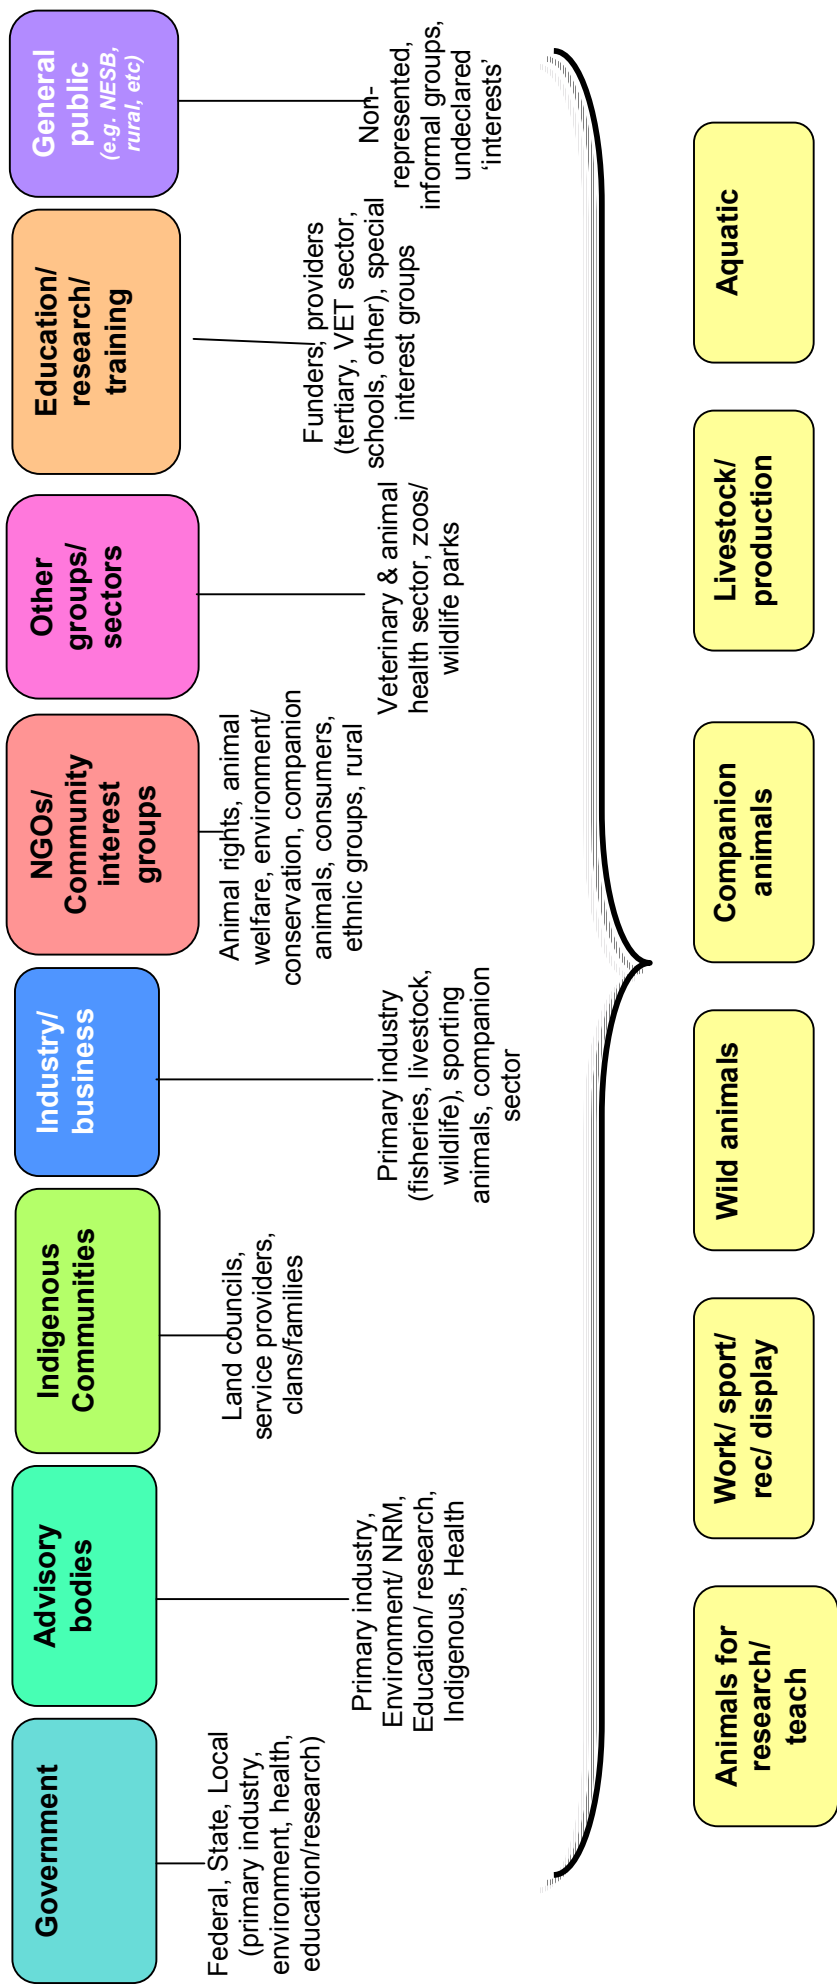 Government
Federal, State, Local
(primary industry,
environment, health,
education/research)
Advisory
bodies
Primary industry,
Environment/ NRM,
Education/ research,
Indigenous, Health
Indigenous
Communities
Land councils,
service providers,
clans/families
Industry/
business
Primary industry
(fisheries, livestock,
wildlife), sporting
animals, companion
sector
NGOs/
Community
interest
groups
Animal rights, animal
welfare, environment/
conservation, companion
animals, consumers,
ethnic groups, rural
Other
groups/
sectors
Veterinary & animal
health sector, zoos/
wildlife parks
Education/
research/
training
Funders, providers
(tertiary, VET sector,
schools, other), special
interest groups
General
public
(e.g. NESB,
rural, etc)
Non-
represented,
informal groups,
undeclared
‘interests’
Animals for
research/
teach
Work/ sport/
rec/ display
Wild animals
Companion
animals
Livestock/
production
Aquatic